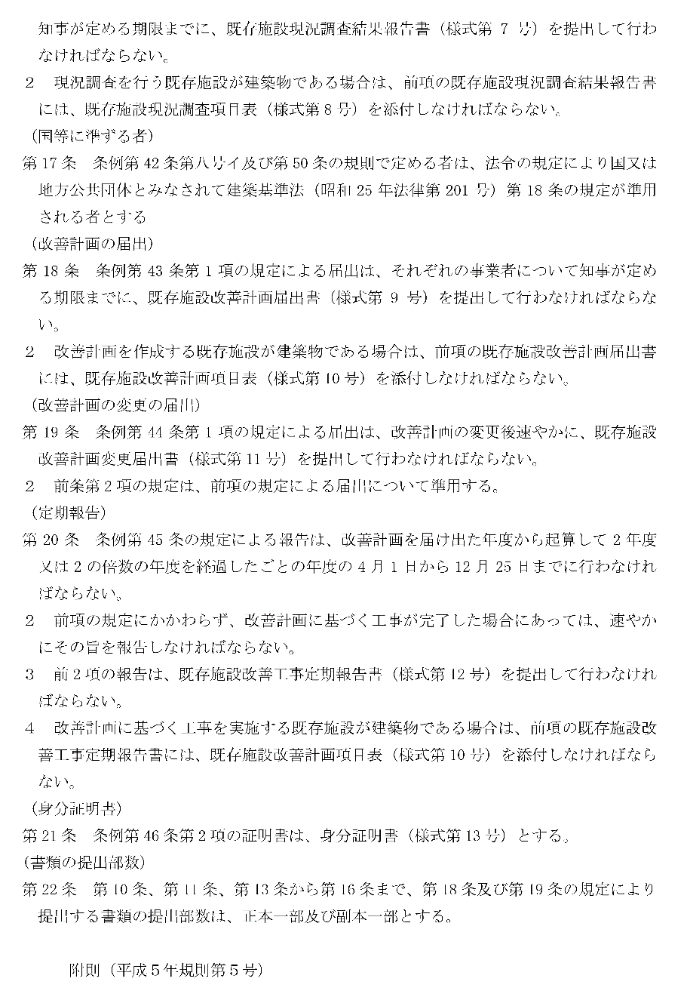 知事が定める期限までに、既存施設現況調査結果報告書（様式第 7 号）を提出して行わ
なければならない。
２　現況調査を行う既存施設が建築物である場合は、前項の既存施設現況調査結果報告書
には、既存施設現況調査項目表（様式第８号）を添付しなければならない。
（国等に準ずる者）
第 17 条　条例第 42 条第八号イ及び第 50 条の規則で定める者は、法令の規定により国又は
地方公共団体とみなされて建築基準法（昭和 25 年法律第 201 号）第 18 条の規定が準用
される者とする
（改善計画の届出）
第 18 条　条例第 43 条第 1 項の規定による届出は、それぞれの事業者について知事が定め
る期限までに、既存施設改善計画届出書（様式第 9 号）を提出して行わなければならな
い。
２　改善計画を作成する既存施設が建築物である場合は、前項の既存施設改善計画届出書
には、既存施設改善計画項目表（様式第 10 号）を添付しなければならない。
（改善計画の変更の届出）
第 19 条　条例第 44 条第 1 項の規定による届出は、改善計画の変更後速やかに、既存施設
改善計画変更届出書（様式第 11 号）を提出して行わなければならない。
２　前条第 2 項の規定は、前項の規定による届出について準用する。
（定期報告）
第 20 条　条例第 45 条の規定による報告は、改善計画を届け出た年度から起算して 2 年度
又は 2 の倍数の年度を経過したごとの年度の 4 月 1 日から 12 月 25 日までに行わなけれ
ばならない。
２　前項の規定にかかわらず、改善計画に基づく工事が完了した場合にあっては、速やか
にその旨を報告しなければならない。
３　前 2 項の報告は、既存施設改善工事定期報告書（様式第 12 号）を提出して行わなけれ
ばならない。
４　改善計画に基づく工事を実施する既存施設が建築物である場合は、前項の既存施設改
善工事定期報告書には、既存施設改善計画項目表（様式第 10 号）を添付しなければなら
ない。
（身分証明書）
第 21 条　条例第 46 条第 2 項の証明書は、身分証明書（様式第 13 号）とする。
(書類の提出部数）
第 22 条　第 10 条、第 11 条、第 13 条から第 16 条まで、第 18 条及び第 19 条の規定により
提出する書類の提出部数は、正本一部及び副本一部とする。
附則（平成５年規則第５号）